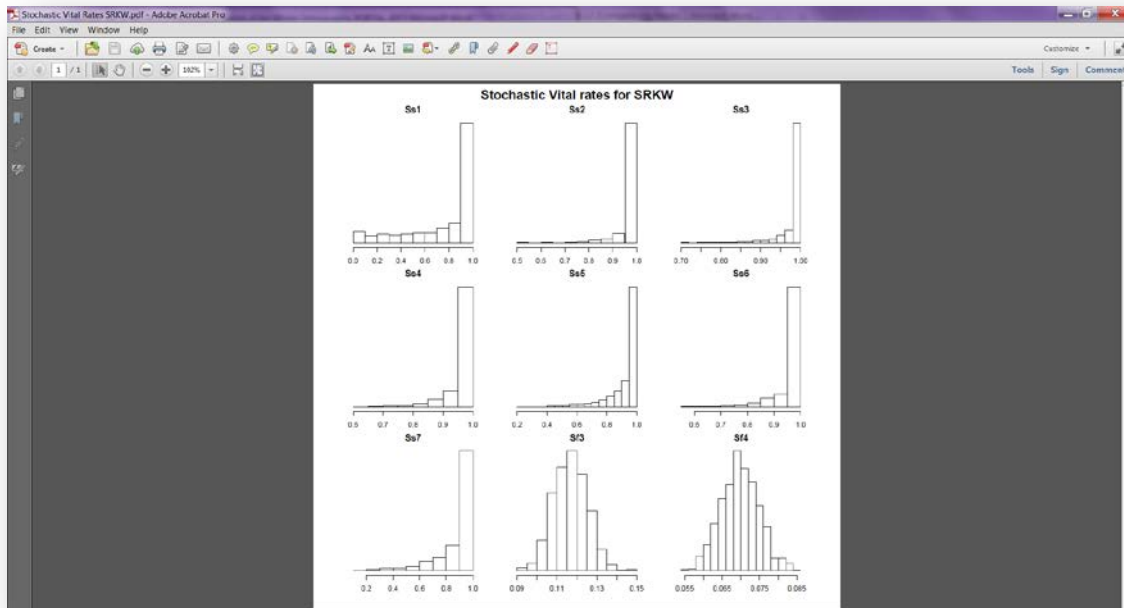 Stochastic Vital Rates SRKW.pdf - Adobe Acrobat Pro
File Edit View Window Help
Create
Customize
1 / 1 102%
Tools Sign Comment
Stochastic Vital rates for SRKW
Ss1 Ss2 Ss3
0.0 0.2 0.4 0.6 0.8 1.0
0.5 0.6 0.7 0.8 0.9 1.0
0.70 0.80 0.90 1.00
Ss4 Ss5 Ss6
0.6 0.7 0.8 0.9 1.0
0.2 0.4 0.6 0.8 1.0
0.6 0.7 0.8 0.9 1.0
Ss7 Sf3 Sf4
0.2 0.4 0.6 0.8 1.0
0.09 0.11 0.13 0.15
0.055 0.065 0.075 0.085